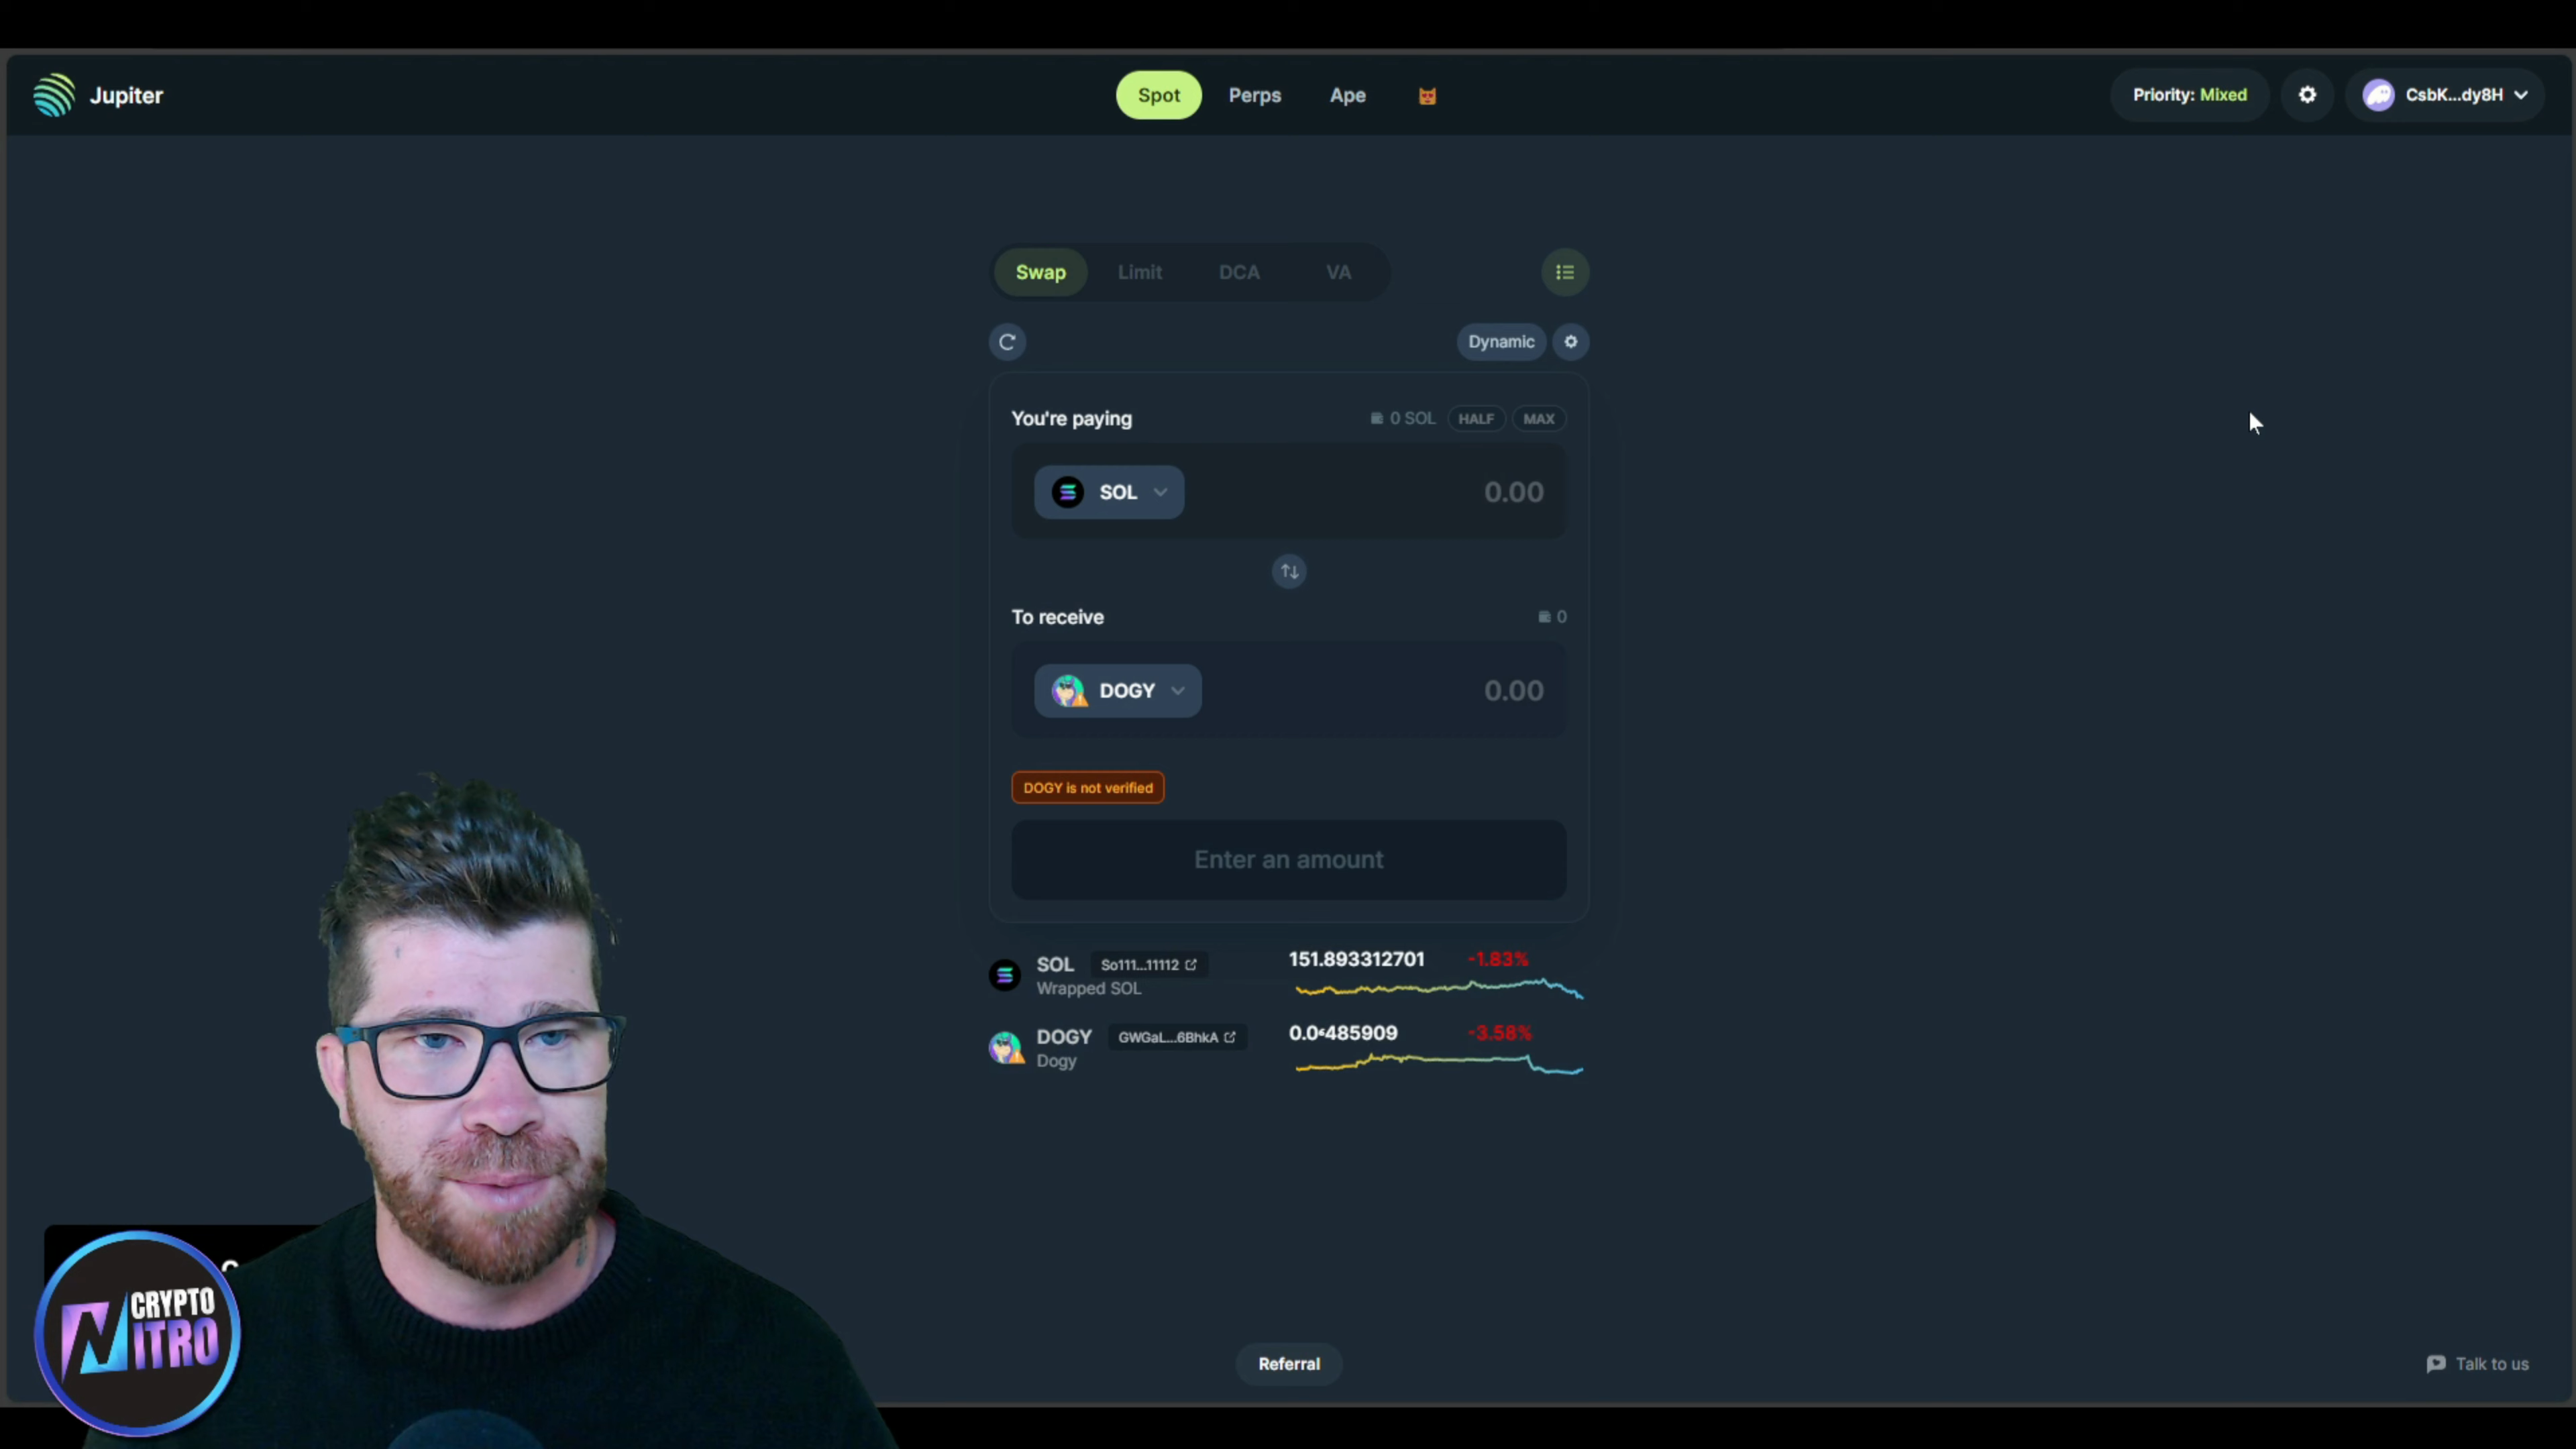 Jupiter
Spot Perps Ape
Priority: Mixed
CsbK...dy8H
Swap Limit DCA VA
Dynamic
You're paying 0 SOL HALF MAX
SOL 0.00
To receive 0
DOGY 0.00
DOGY is not verified
Enter an amount
SOL So111...11112 151.893312701 -1.83%
Wrapped SOL
DOGY GWGaL...6BhkA 0.0⁶485909 -3.58%
Dogy
CRYPTO
NITRO
Referral
Talk to us